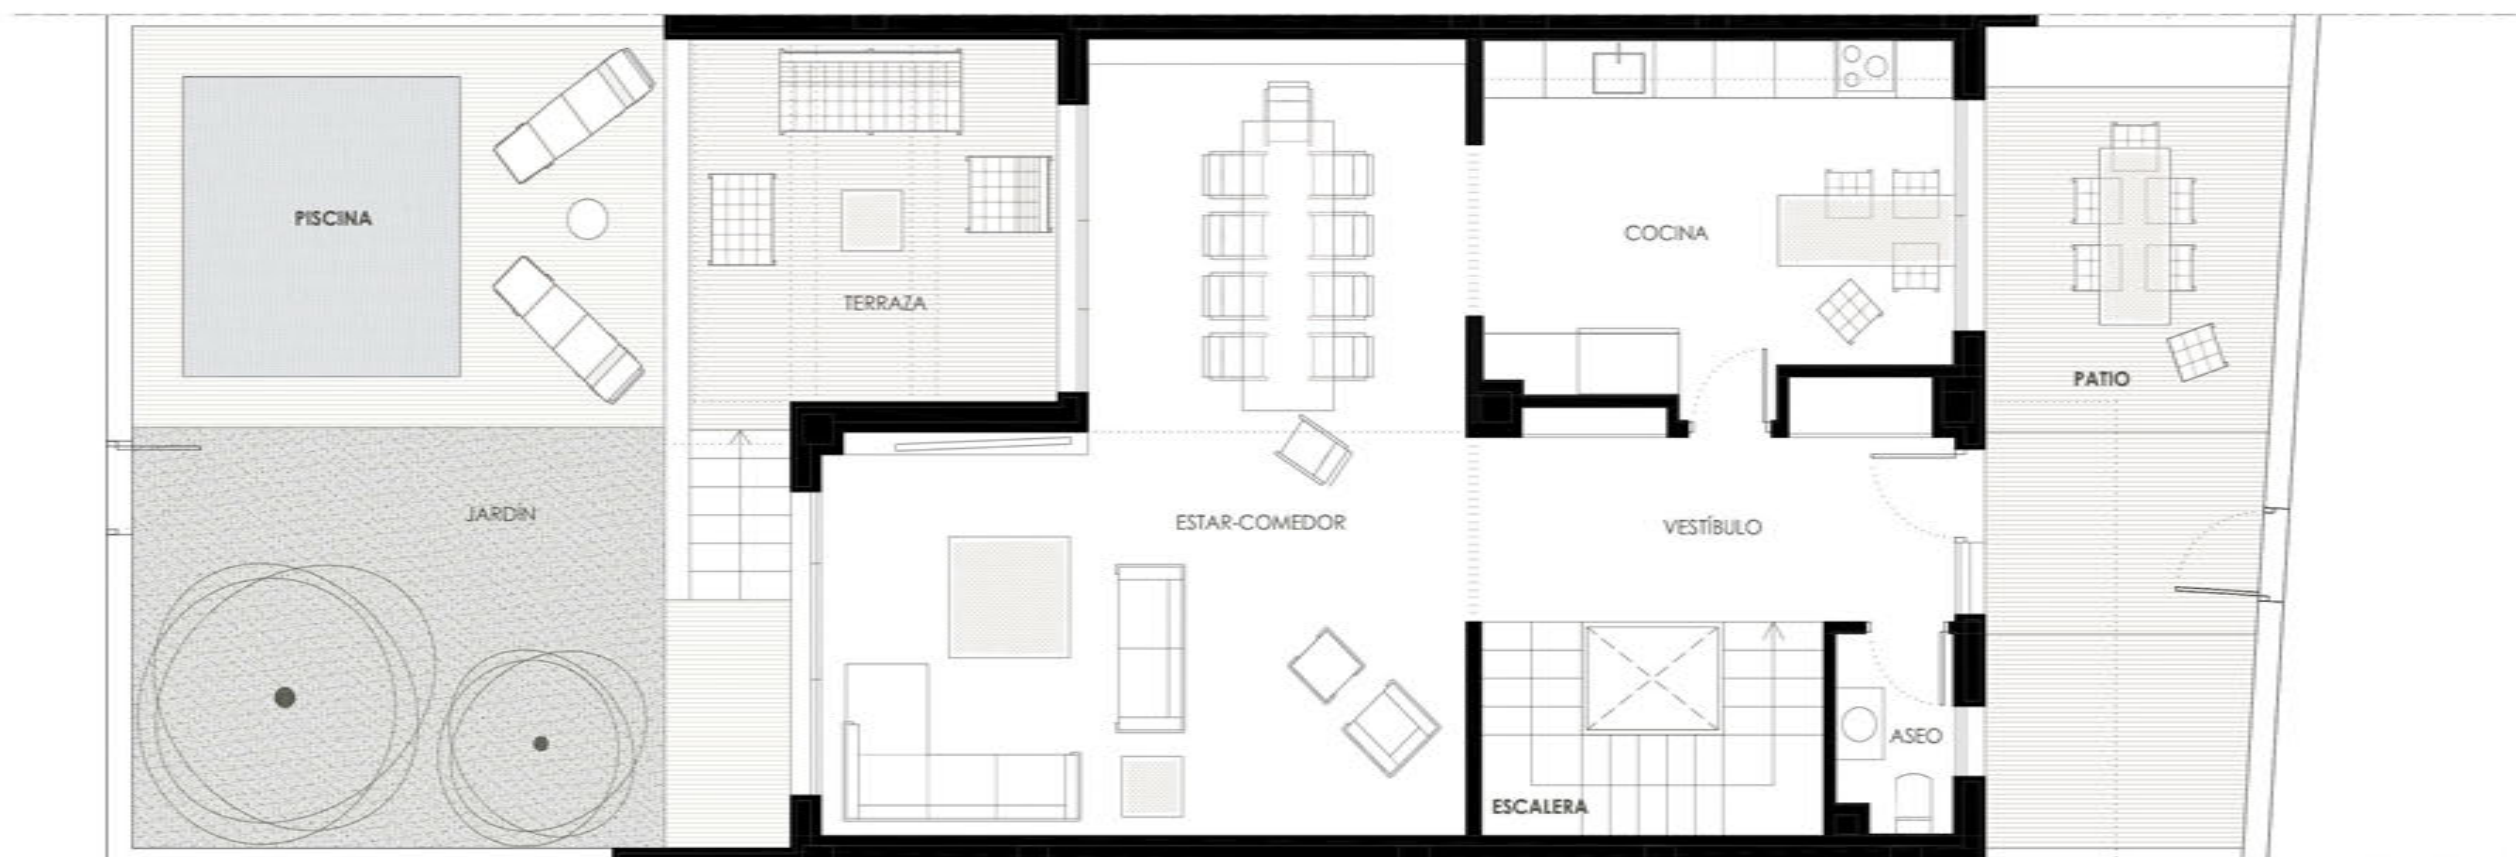 PISCINA
TERRAZA
COCINA
PATIO
JARDÍN
ESTAR-COMEDOR
VESTÍBULO
ASEO
ESCALERA